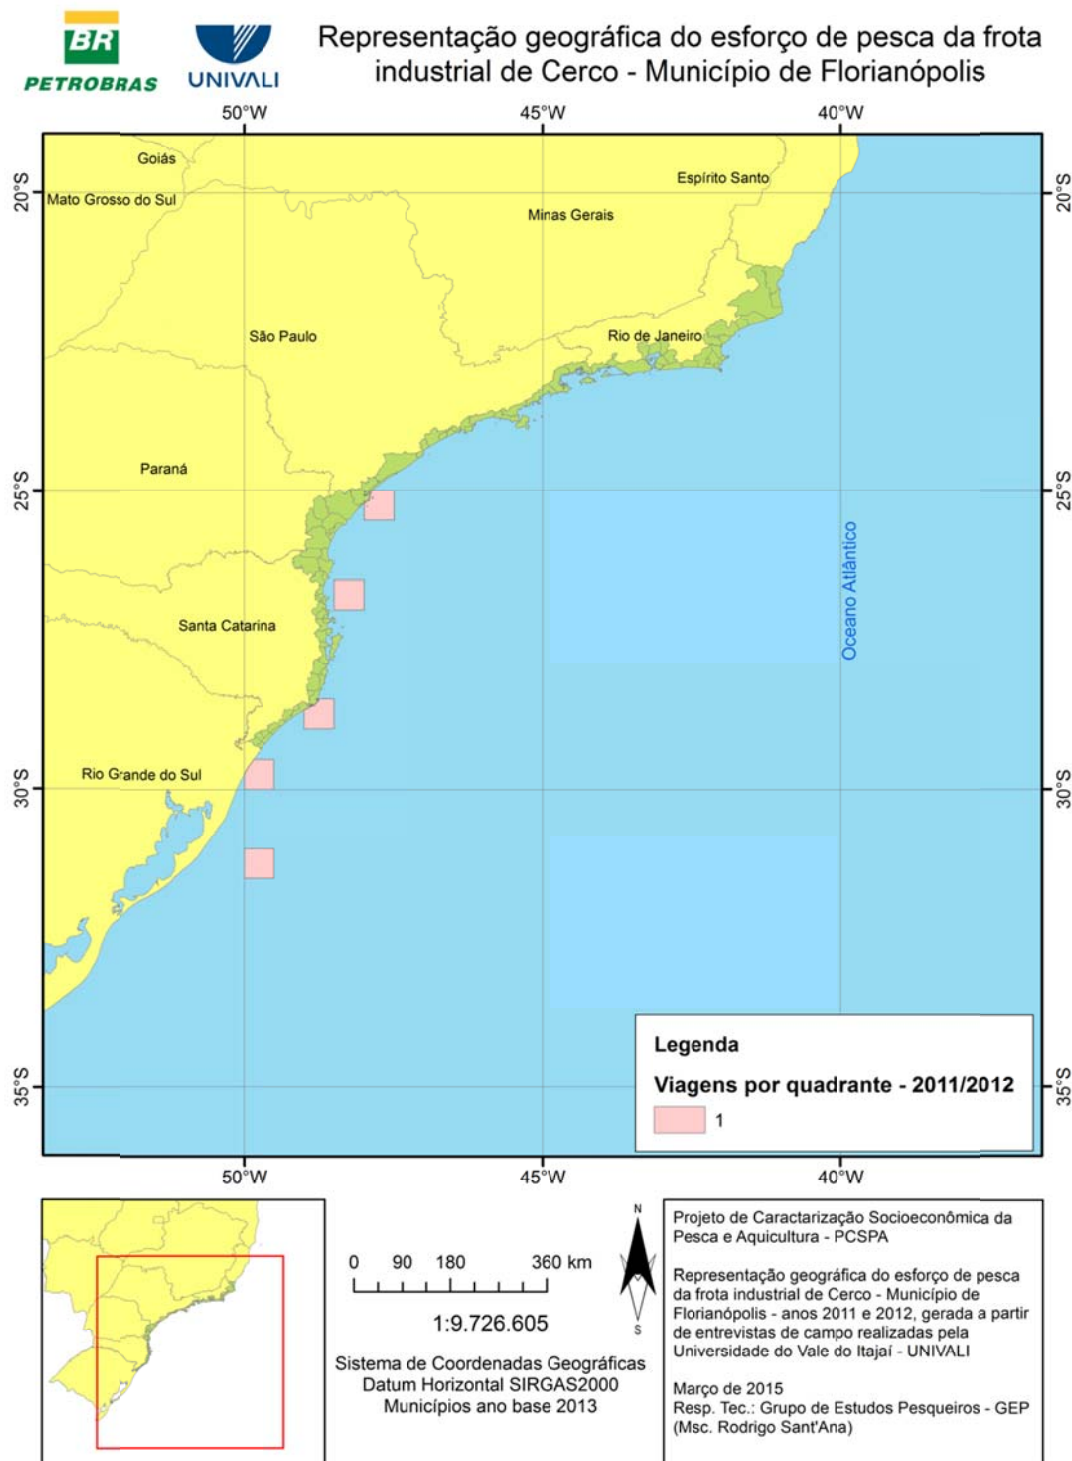 BR
PETROBRAS
UNIVALI
Representação geográfica do esforço de pesca da frota
industrial de Cerco - Município de Florianópolis
50°W 45°W 40°W
20°S 20°S
25°S 25°S
30°S 30°S
35°S 35°S
Goiás
Mato Grosso do Sul
Espírito Santo
Minas Gerais
São Paulo
Rio de Janeiro
Paraná
Oceano Atlântico
Santa Catarina
Rio Grande do Sul
Legenda
Viagens por quadrante - 2011/2012
1
50°W 45°W 40°W
0 90 180 360 km
1:9.726.605
Sistema de Coordenadas Geográficas
Datum Horizontal SIRGAS2000
Municípios ano base 2013
N
S
Projeto de Caractarização Socioeconômica da
Pesca e Aquicultura - PCSPA
Representação geográfica do esforço de pesca
da frota industrial de Cerco - Município de
Florianópolis - anos 2011 e 2012, gerada a partir
de entrevistas de campo realizadas pela
Universidade do Vale do Itajaí - UNIVALI
Março de 2015
Resp. Tec.: Grupo de Estudos Pesqueiros - GEP
(Msc. Rodrigo Sant'Ana)